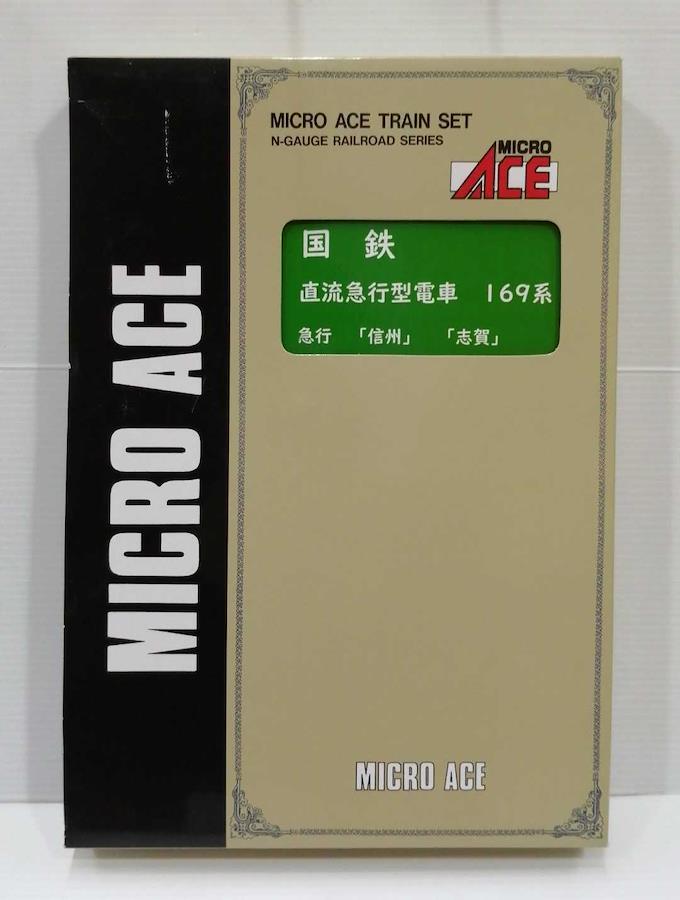 MICRO ACE
MICRO ACE TRAIN SET
N-GAUGE RAILROAD SERIES
MICRO
ACE
国 鉄
直流急行型電車 169系
急行 「信州」 「志賀」
MICRO ACE